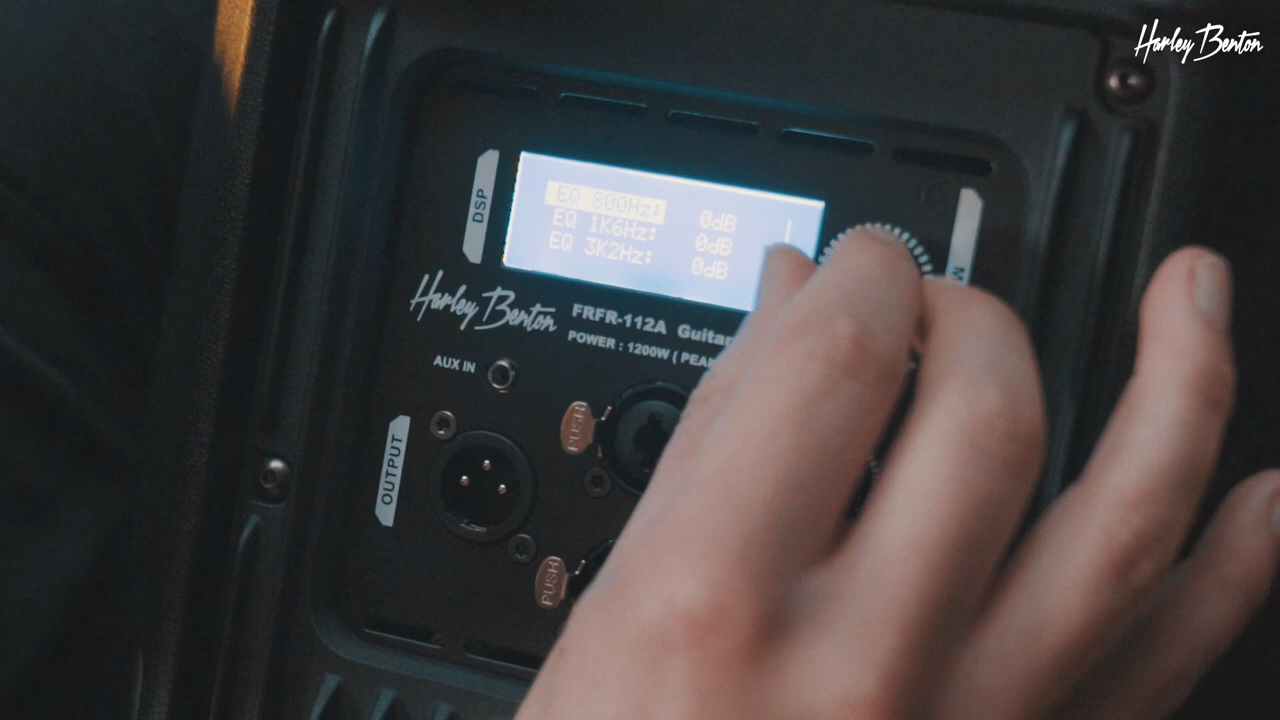 Harley Benton
DSP
EQ 800Hz: 0dB
EQ 1K6Hz: 0dB
EQ 3K2Hz: 0dB
Harley Benton
FRFR-112A Guitar
POWER : 1200W (
AUX IN
PUSH
OUTPUT
PUSH